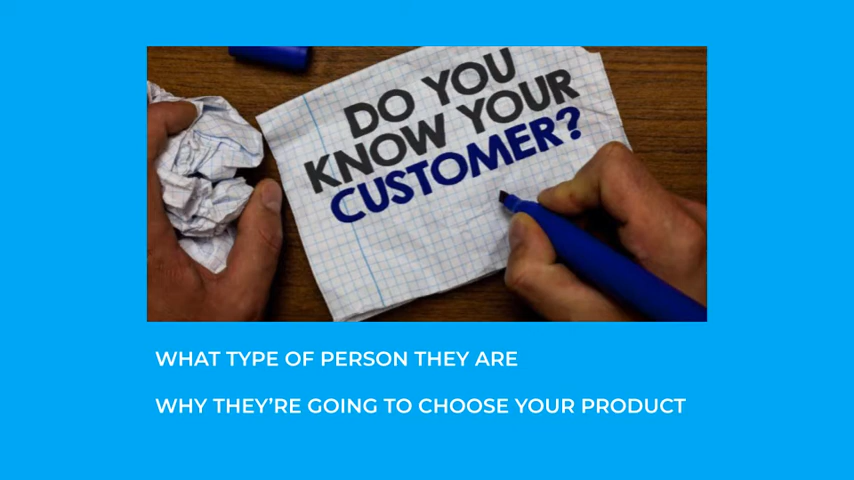 DO YOU
KNOW YOUR
CUSTOMER?
WHAT TYPE OF PERSON THEY ARE
WHY THEY’RE GOING TO CHOOSE YOUR PRODUCT